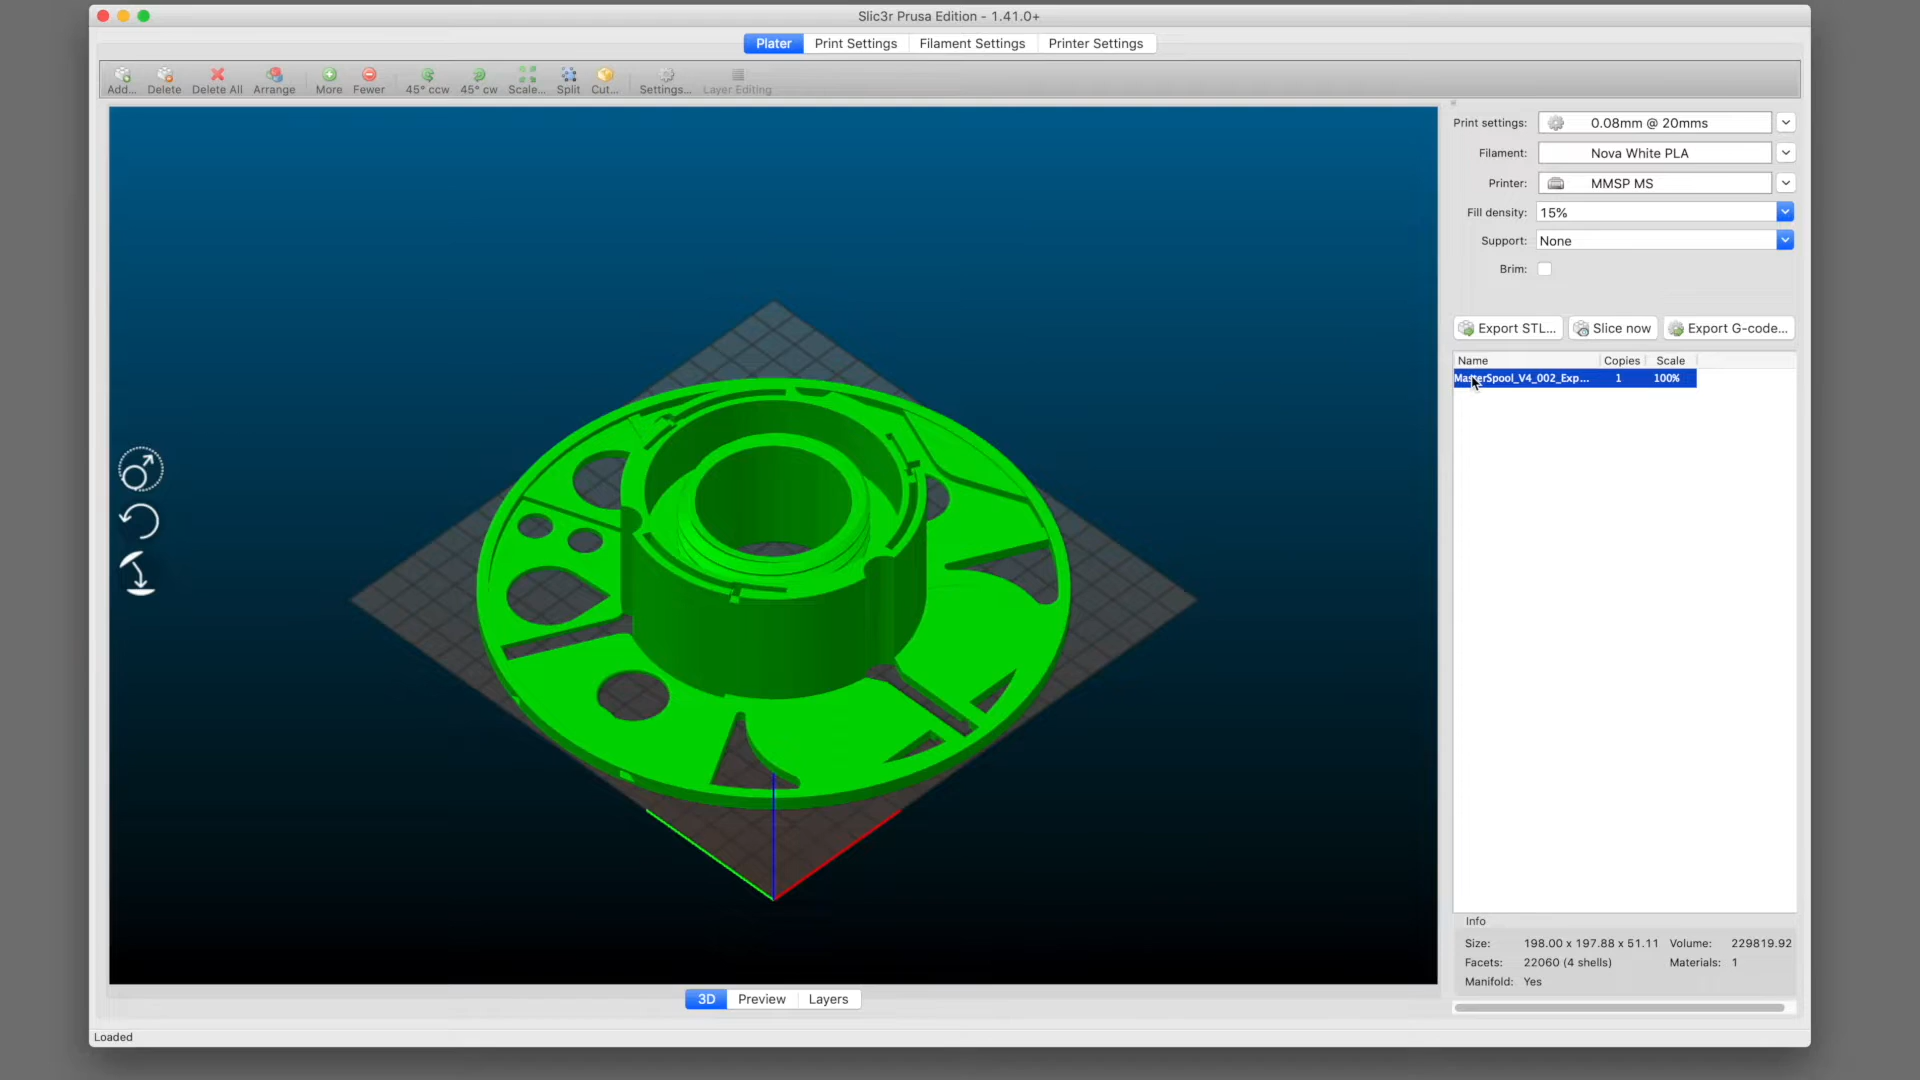 Slic3r Prusa Edition - 1.41.0+
Plater Print Settings Filament Settings Printer Settings
Add... Delete Delete All Arrange More Fewer 45° ccw 45° cw Scale... Split Cut... Settings... Layer Editing
Print settings: 0.08mm @ 20mms
Filament: Nova White PLA
Printer: MMSP MS
Fill density: 15%
Support: None
Brim:
Export STL... Slice now Export G-code...
Name Copies Scale
MasterSpool_V4_002_Exp... 1 100%
Info
Size: 198.00 x 197.88 x 51.11 Volume: 229819.92
Facets: 22060 (4 shells) Materials: 1
Manifold: Yes
3D Preview Layers
Loaded